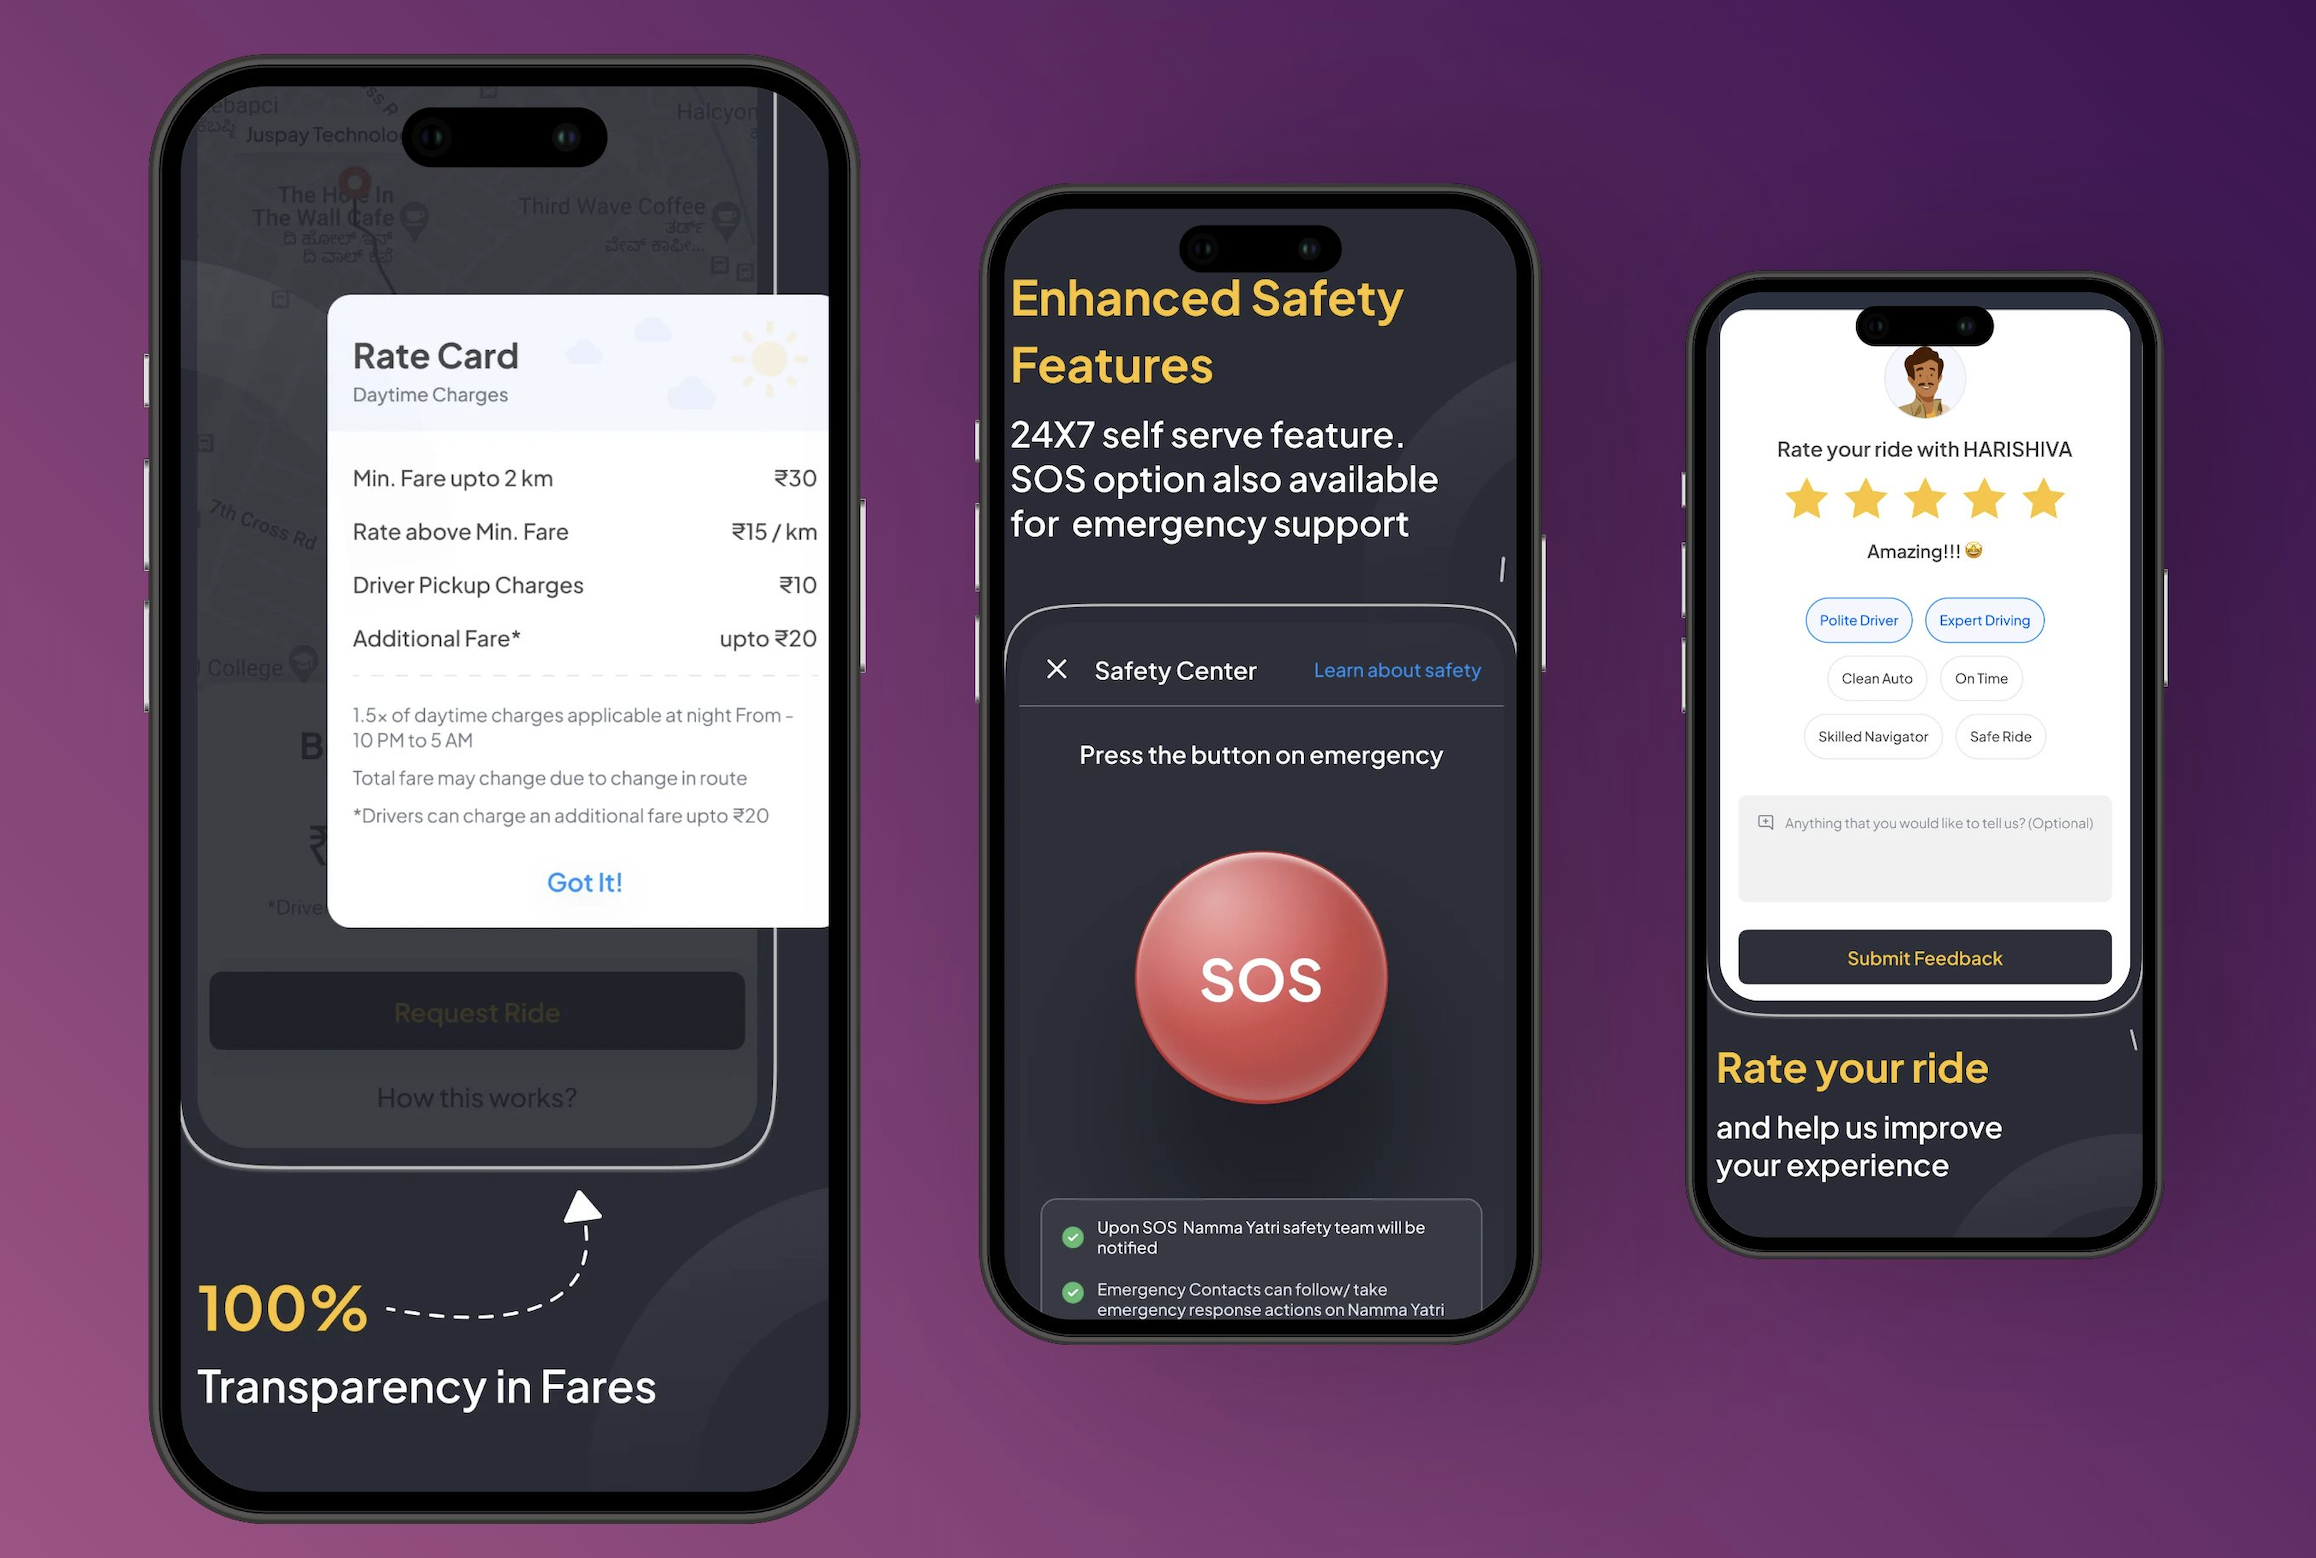 Juspay Technolo
Halcyon
The Hole In
The Wall Cafe
ದಿ ಹೋಲ್ ಇನ್
ದಿ ವಾಲ್ ಕೆಫೆ
Third Wave Coffee
ತರ್ಡ್
ವೇವ್ ಕಾಫೀ...
7th Cross Rd
College
Rate Card
Daytime Charges
Min. Fare upto 2 km ₹30
Rate above Min. Fare ₹15 / km
Driver Pickup Charges ₹10
Additional Fare* upto ₹20
1.5× of daytime charges applicable at night From -
10 PM to 5 AM
Total fare may change due to change in route
*Drivers can charge an additional fare upto ₹20
Got It!
B
₹
*Drive
Request Ride
How this works?
100%
Transparency in Fares
Enhanced Safety
Features
24X7 self serve feature.
SOS option also available
for emergency support
Safety Center Learn about safety
Press the button on emergency
SOS
Upon SOS Namma Yatri safety team will be
notified
Emergency Contacts can follow/ take
emergency response actions on Namma Yatri
Rate your ride with HARISHIVA
Amazing!!! 🤩
Polite Driver Expert Driving
Clean Auto On Time
Skilled Navigator Safe Ride
Anything that you would like to tell us? (Optional)
Submit Feedback
Rate your ride
and help us improve
your experience